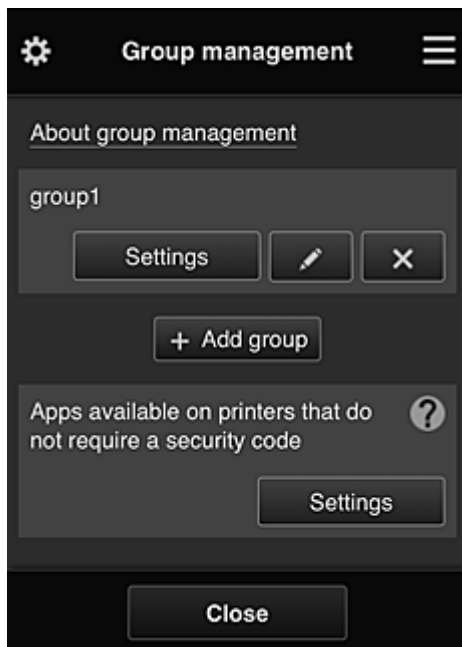 Group management
About group management
group1
Settings
+ Add group
Apps available on printers that do
not require a security code
?
Settings
Close